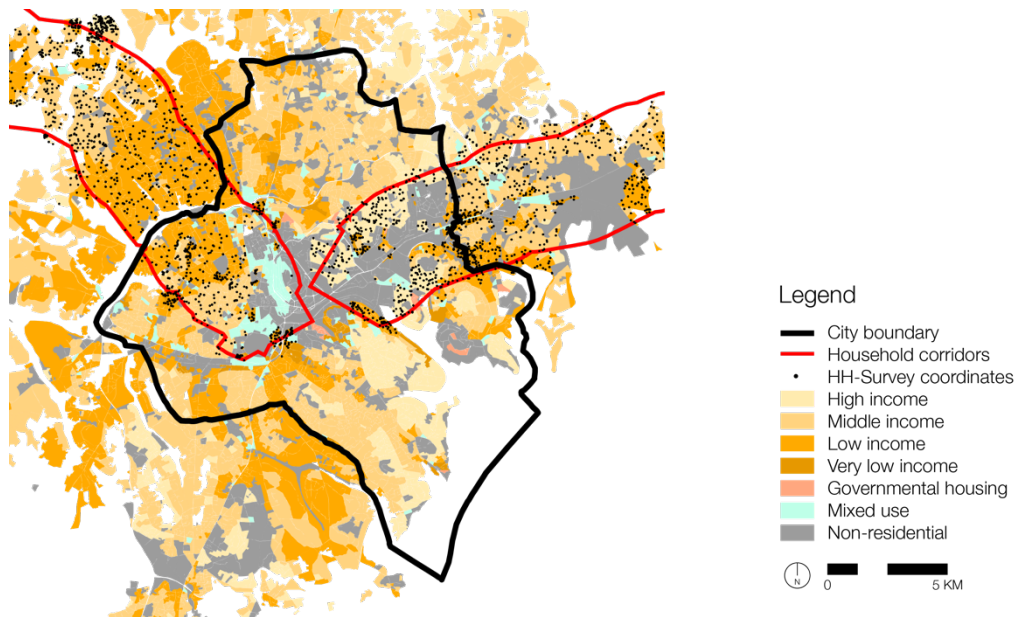 Legend
City boundary
Household corridors
HH-Survey coordinates
High income
Middle income
Low income
Very low income
Governmental housing
Mixed use
Non-residential
N
0 5 KM